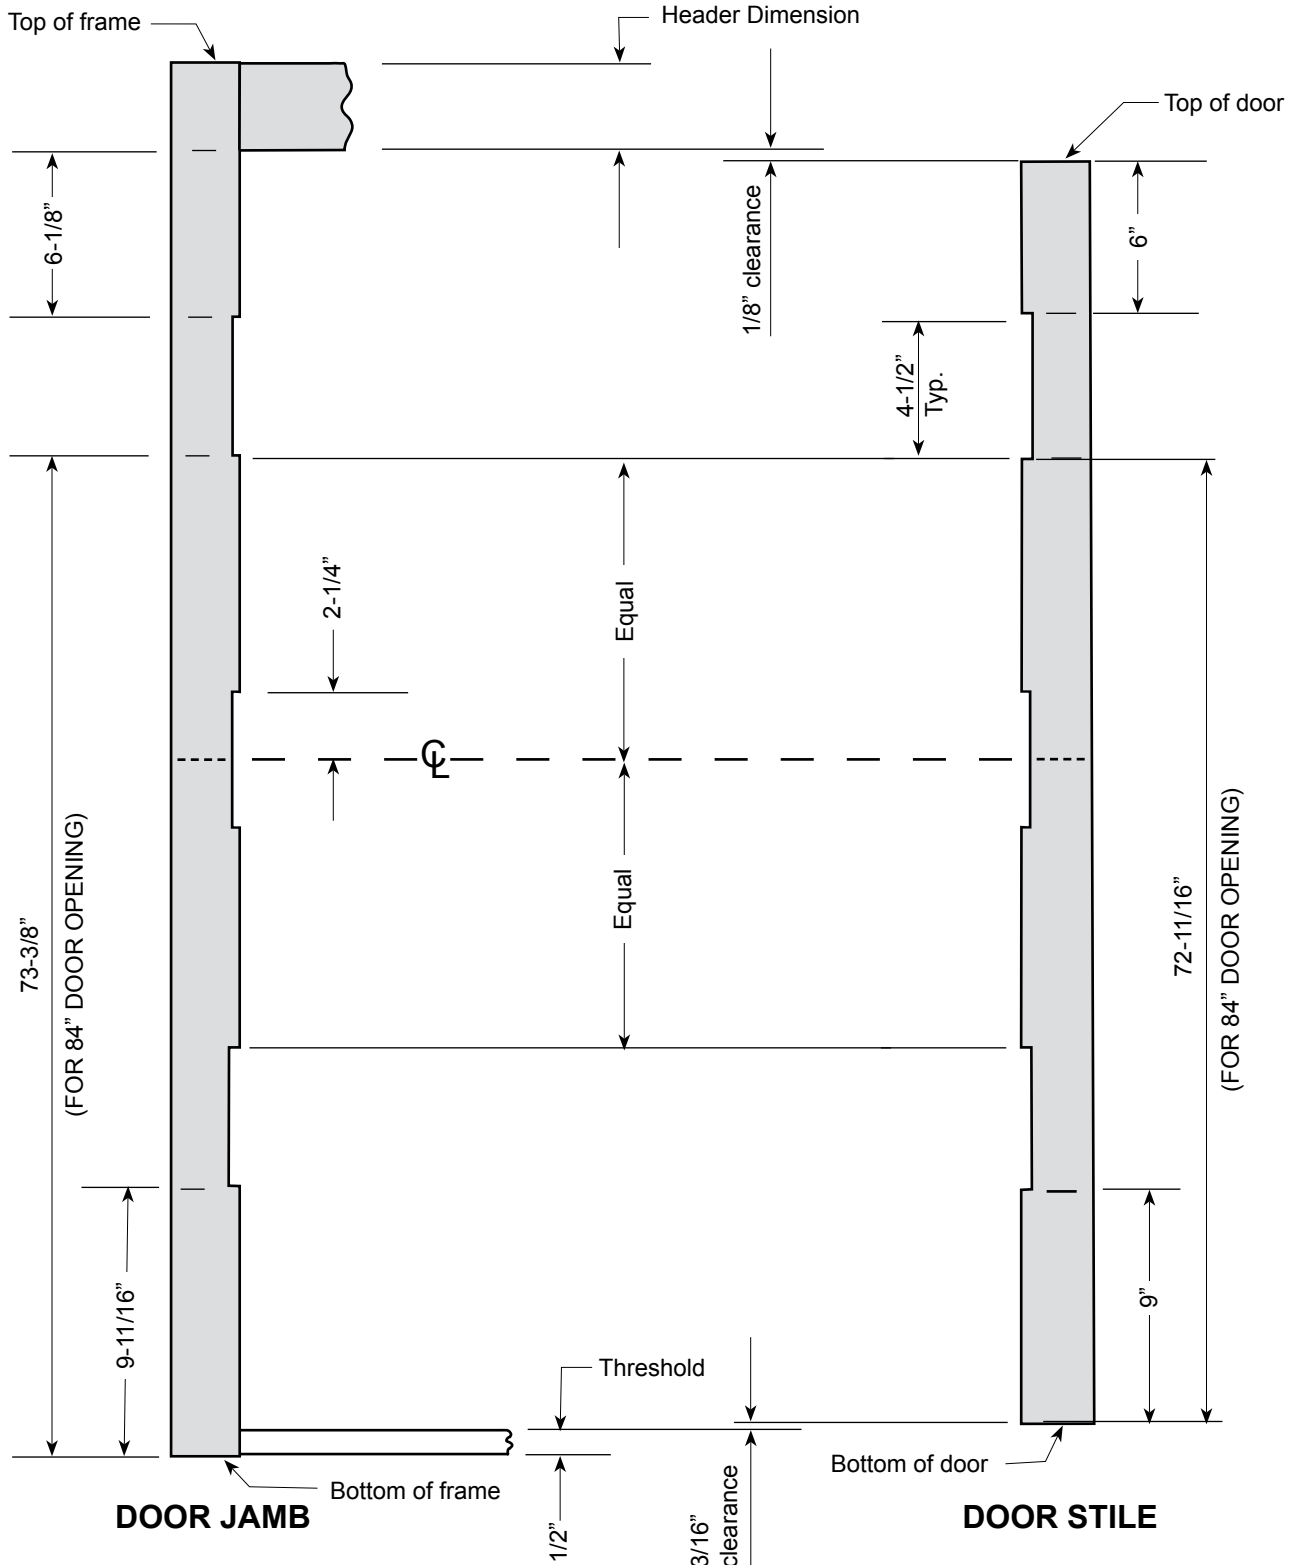 Top of frame
Header Dimension
Top of door
6-1/8”
1/8” clearance
6”
4-1/2”
Typ.
2-1/4”
Equal
℄
Equal
73-3/8”
(FOR 84” DOOR OPENING)
72-11/16”
(FOR 84” DOOR OPENING)
9-11/16”
9”
Threshold
Bottom of frame
Bottom of door
1/2”
3/16”
clearance
DOOR JAMB
DOOR STILE